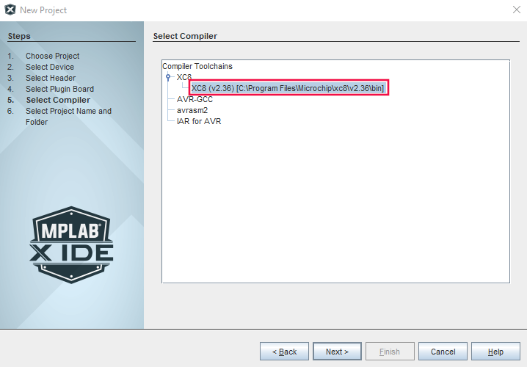 New Project
Steps
1. Choose Project
2. Select Device
3. Select Header
4. Select Plugin Board
5. Select Compiler
6. Select Project Name and
Folder
MPLAB
X IDE
Select Compiler
Compiler Toolchains
XC8
XC8 (v2.36) [C:\Program Files\Microchip\xc8\v2.36\bin]
AVR-GCC
avrasm2
IAR for AVR
< Back
Next >
Finish
Cancel
Help